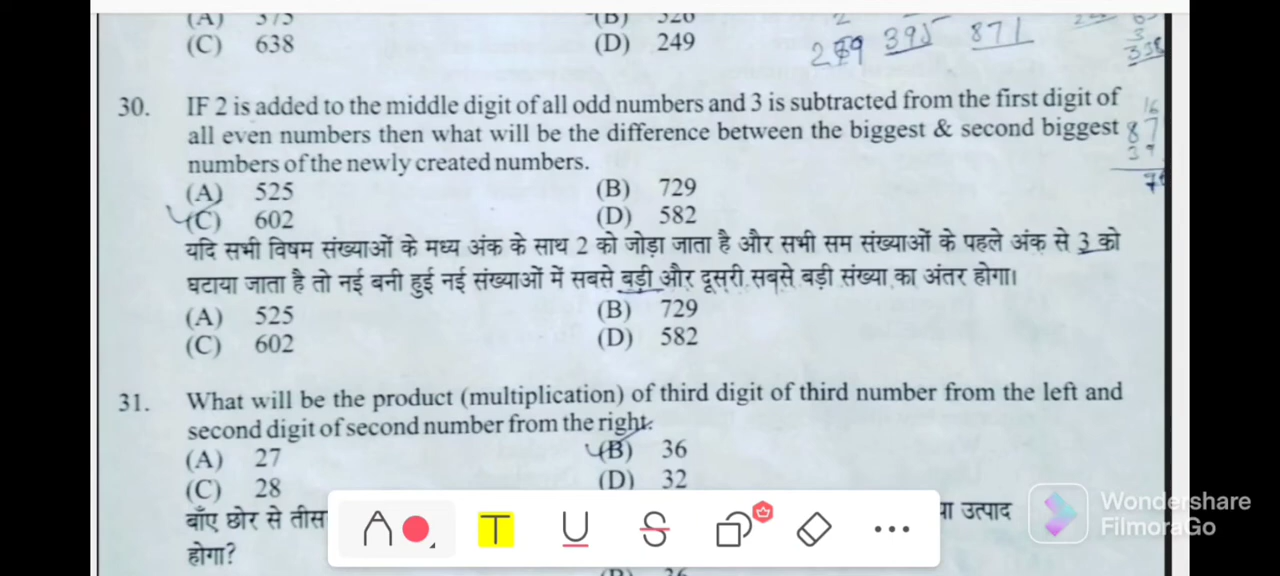 (A) 375 (B) 326
(C) 638 (D) 249
395 871
30. IF 2 is added to the middle digit of all odd numbers and 3 is subtracted from the first digit of
all even numbers then what will be the difference between the biggest & second biggest
numbers of the newly created numbers.
(A) 525 (B) 729
(C) 602 (D) 582
यदि सभी विषम संख्याओं के मध्य अंक के साथ 2 को जोड़ा जाता है और सभी सम संख्याओं के पहले अंक से 3 को
घटाया जाता है तो नई बनी हुई नई संख्याओं में सबसे बड़ी और दूसरी सबसे बड़ी संख्या का अंतर होगा।
(A) 525 (B) 729
(C) 602 (D) 582
31. What will be the product (multiplication) of third digit of third number from the left and
second digit of second number from the right.
(A) 27 (B) 36
(C) 28 (D) 32
बाँए छोर से तीस
उत्पाद
होगा?
T U S
Wondershare
FilmoraGo